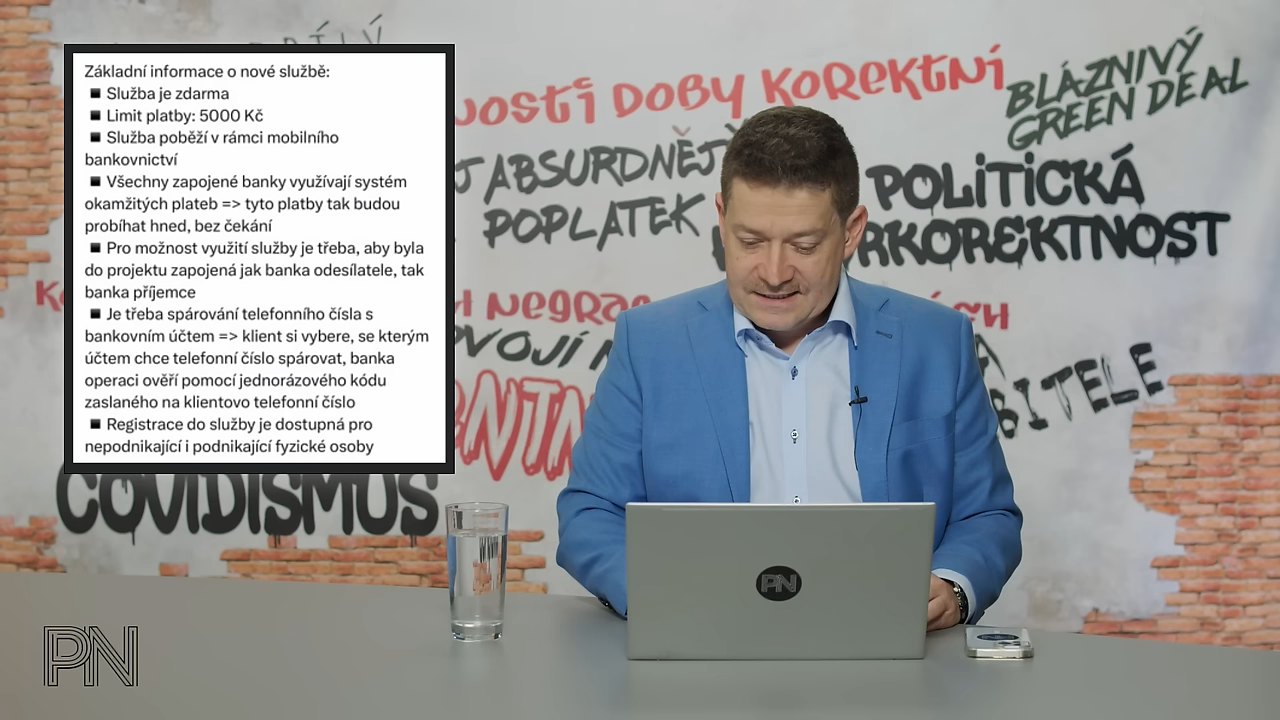 Základní informace o nové službě:
▪ Služba je zdarma
▪ Limit platby: 5000 Kč
▪ Služba poběží v rámci mobilního
bankovnictví
▪ Všechny zapojené banky využívají systém
okamžitých plateb => tyto platby tak budou
probíhat hned, bez čekání
▪ Pro možnost využití služby je třeba, aby byla
do projektu zapojená jak banka odesílatele, tak
banka příjemce
▪ Je třeba spárování telefonního čísla s
bankovním účtem => klient si vybere, se kterým
účtem chce telefonní číslo spárovat, banka
operaci ověří pomocí jednorázového kódu
zaslaného na klientovo telefonní číslo
▪ Registrace do služby je dostupná pro
nepodnikající i podnikající fyzické osoby
DOBY KOREKTNÍ
BLÁZNIVÝ
GREEN DEAL
POPLATEK
POLITICKÁ
COVIDISMUS
PN
PN